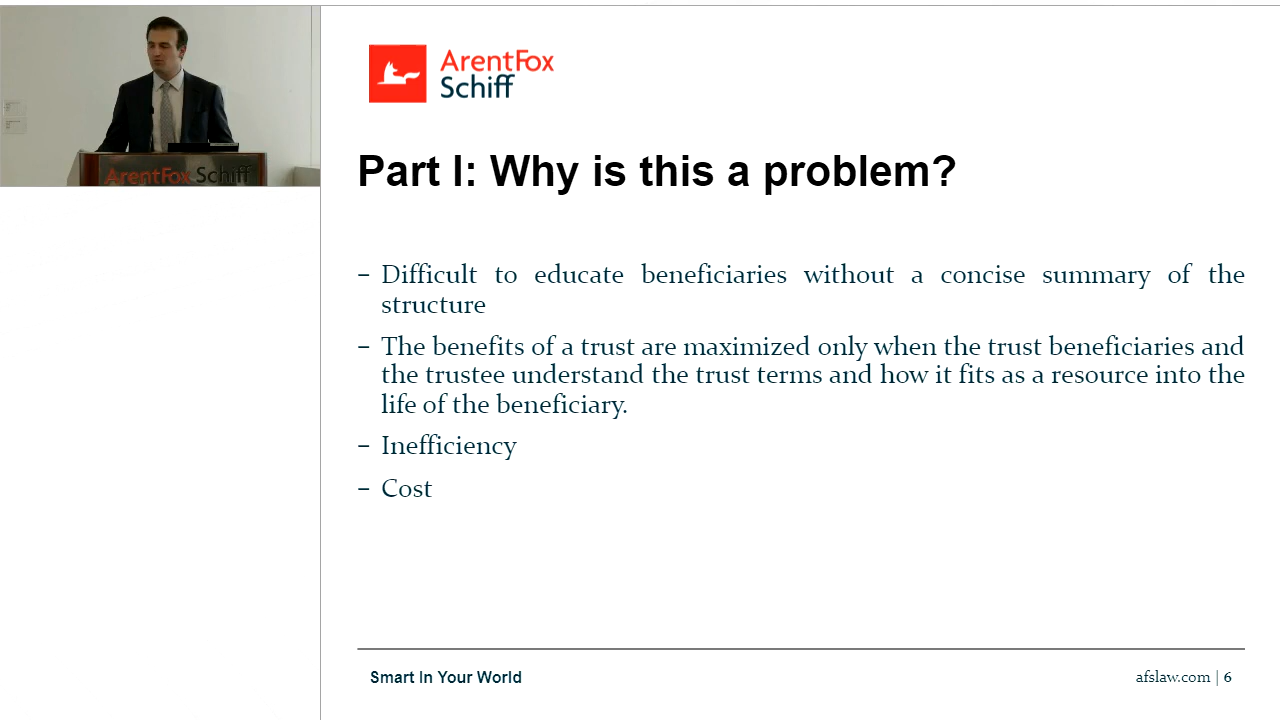 ArentFox
Schiff
ArentFox Schiff
Part I: Why is this a problem?
– Difficult to educate beneficiaries without a concise summary of the
structure
– The benefits of a trust are maximized only when the trust beneficiaries and
the trustee understand the trust terms and how it fits as a resource into the
life of the beneficiary.
– Inefficiency
– Cost
Smart In Your World
afslaw.com | 6